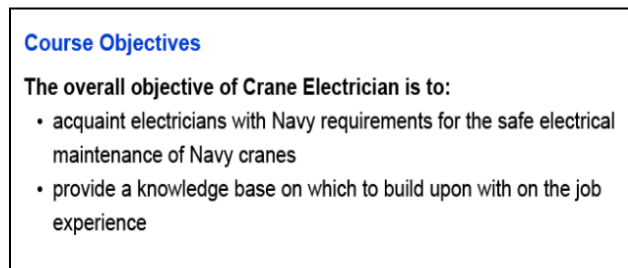 Course Objectives
The overall objective of Crane Electrician is to:
• acquaint electricians with Navy requirements for the safe electrical
maintenance of Navy cranes
• provide a knowledge base on which to build upon with on the job
experience